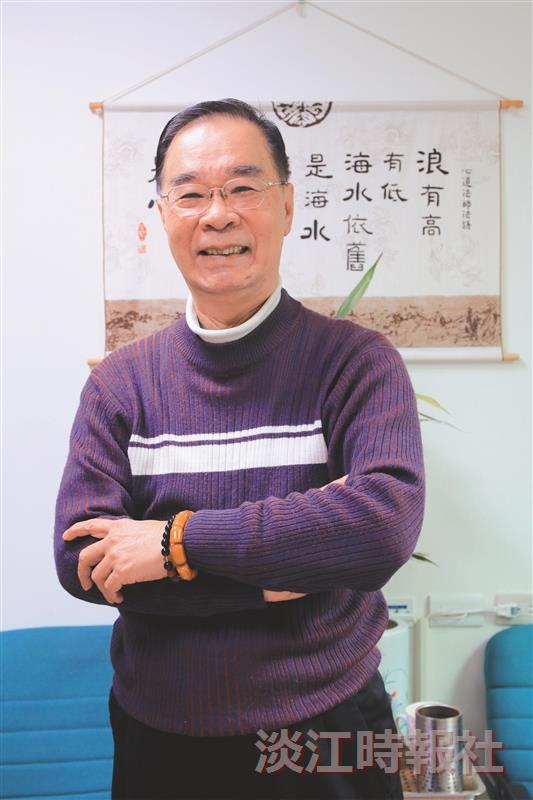 心道法師法語
浪有高
有低
海水依舊
是海水
淡江時報社